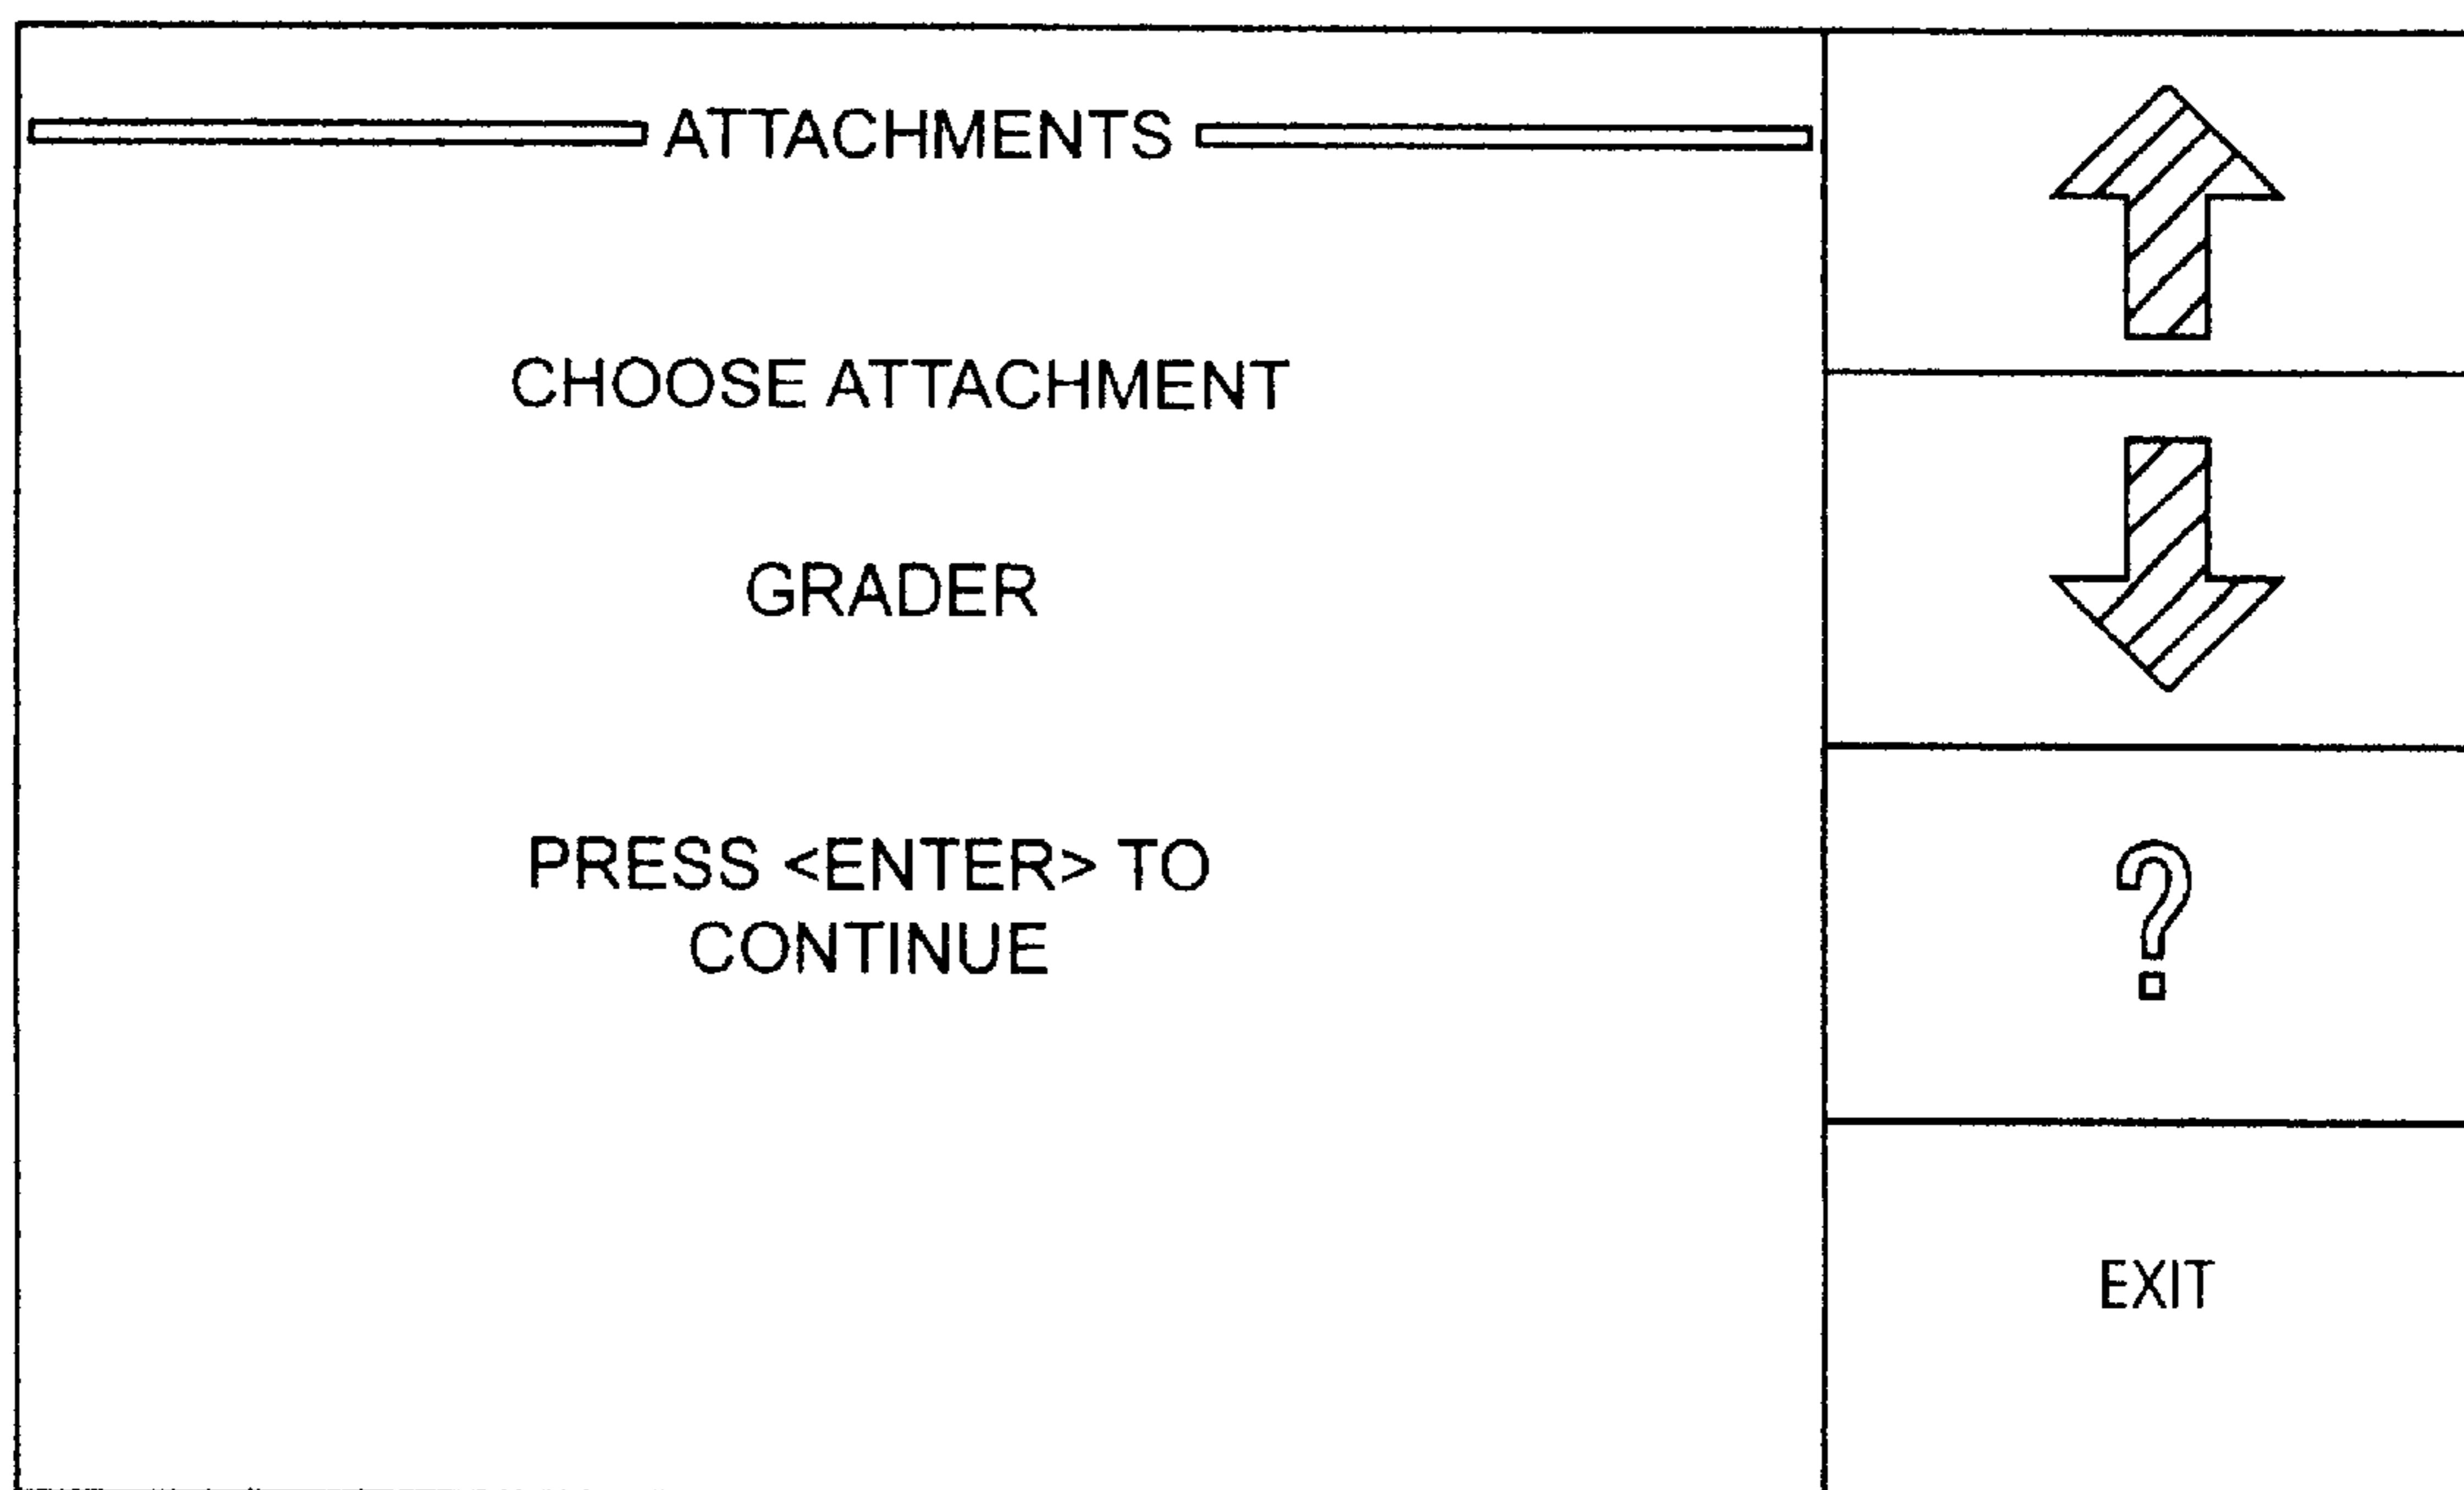 ATTACHMENTS
CHOOSE ATTACHMENT
GRADER
PRESS <ENTER> TO
CONTINUE
?
EXIT